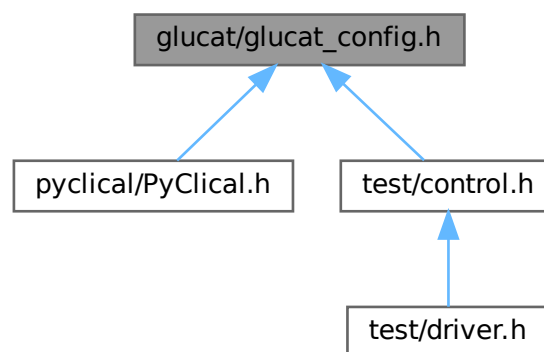 glucat/glucat_config.h
pyclical/PyClical.h
test/control.h
test/driver.h